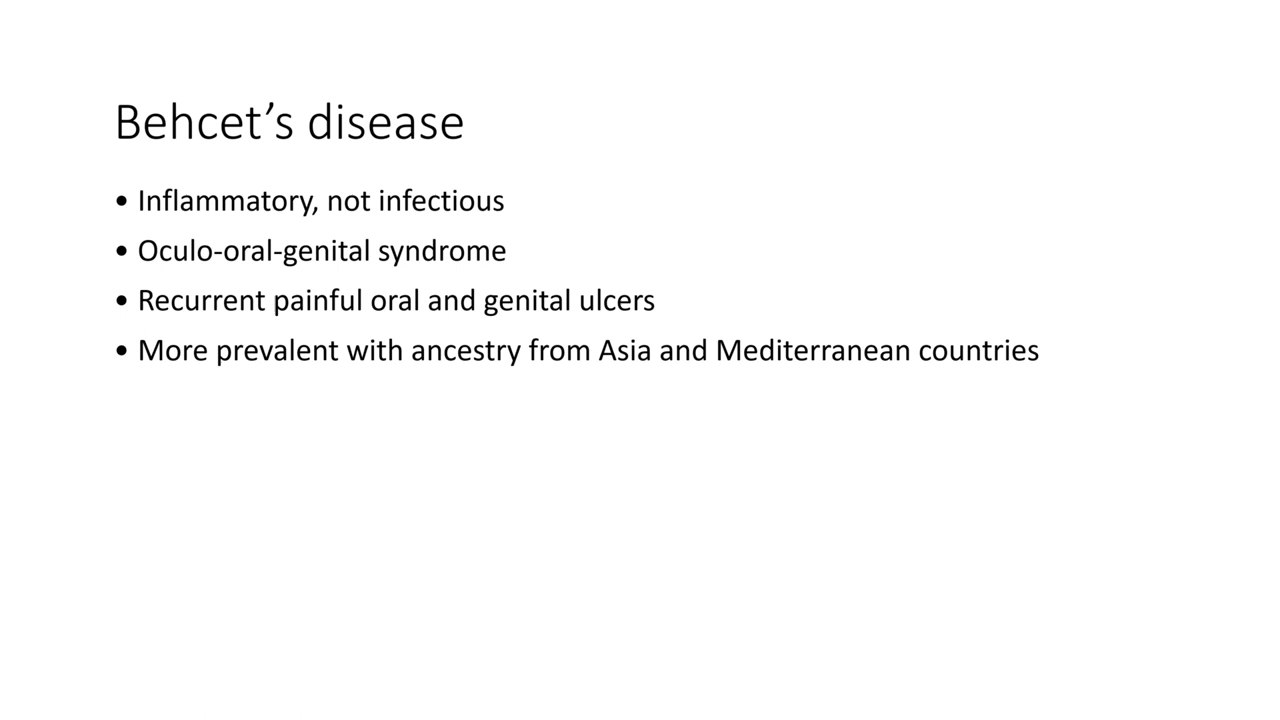 Behcet’s disease
• Inflammatory, not infectious
• Oculo-oral-genital syndrome
• Recurrent painful oral and genital ulcers
• More prevalent with ancestry from Asia and Mediterranean countries